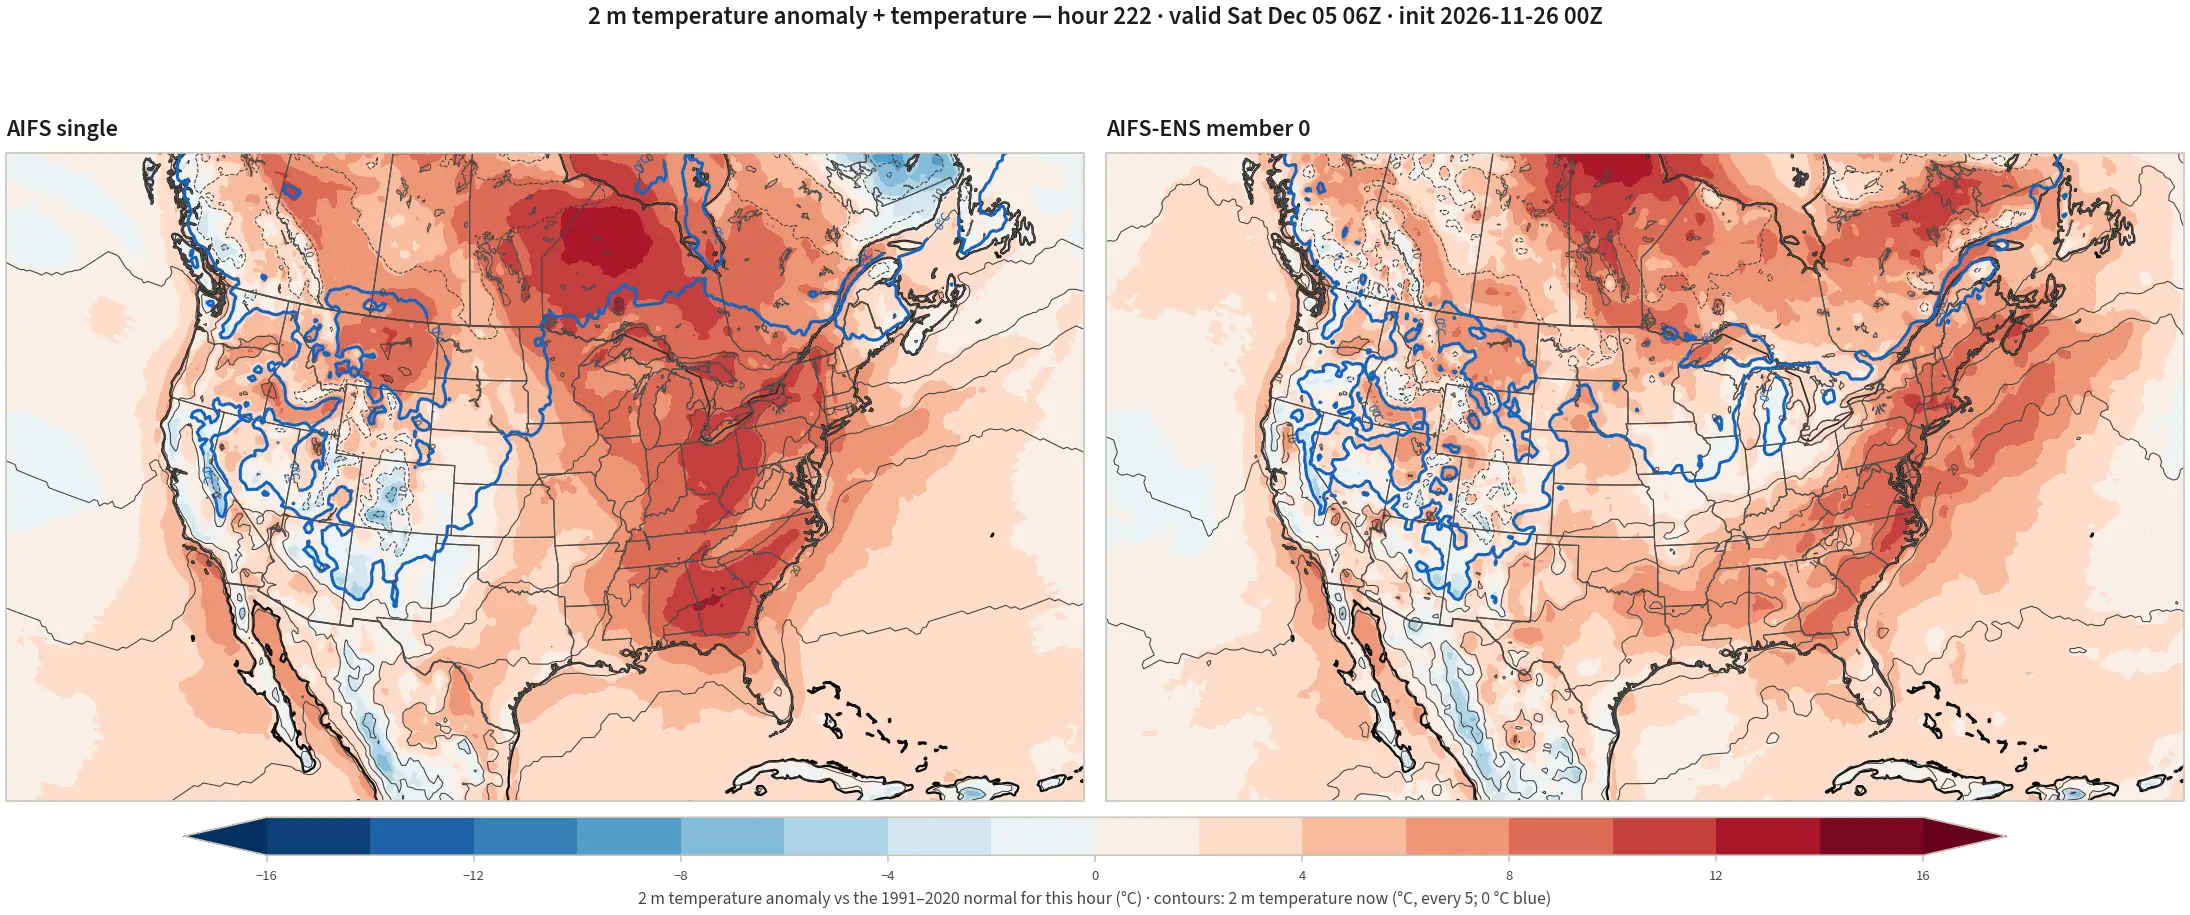 2 m temperature anomaly + temperature — hour 222 · valid Sat Dec 05 06Z · init 2026-11-26 00Z
AIFS single
AIFS-ENS member 0
−16 −12 −8 −4 0 4 8 12 16
2 m temperature anomaly vs the 1991–2020 normal for this hour (°C) · contours: 2 m temperature now (°C, every 5; 0 °C blue)